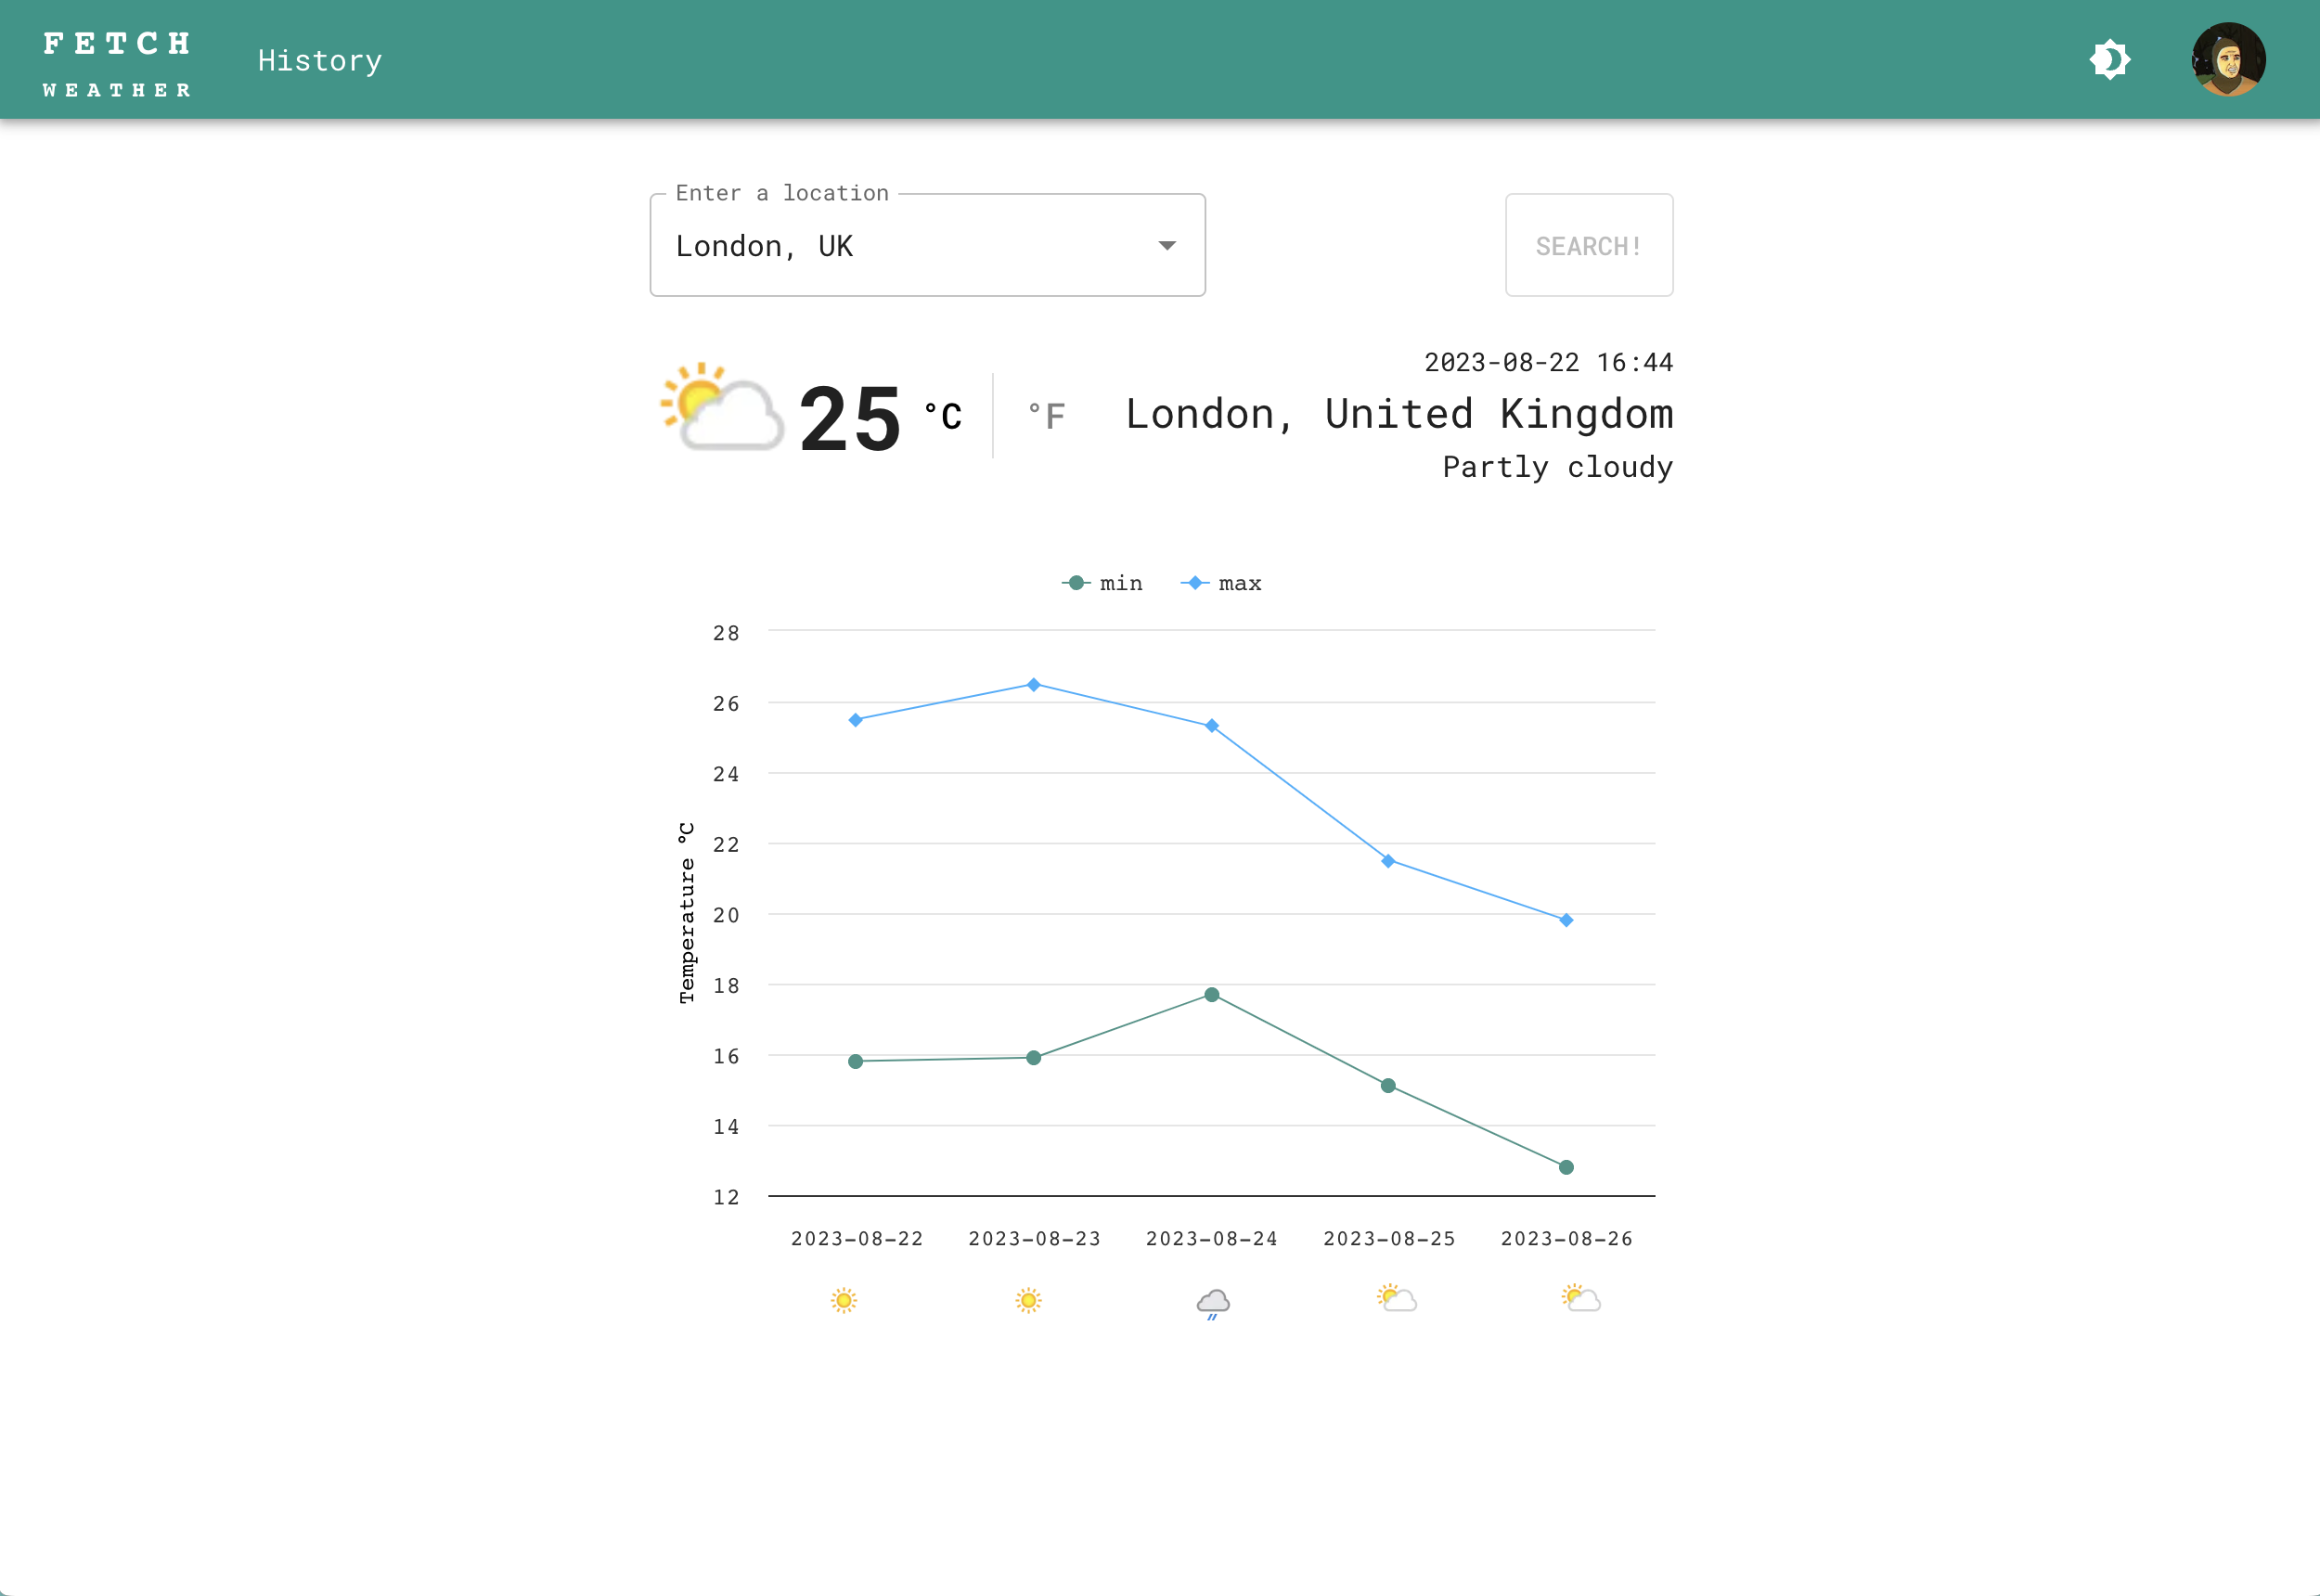 FETCH
WEATHER
History
Enter a location
London, UK
SEARCH!
25 °C °F
2023-08-22 16:44
London, United Kingdom
Partly cloudy
min max
28
26
24
22
20
18
16
14
12
Temperature °C
2023-08-22 2023-08-23 2023-08-24 2023-08-25 2023-08-26